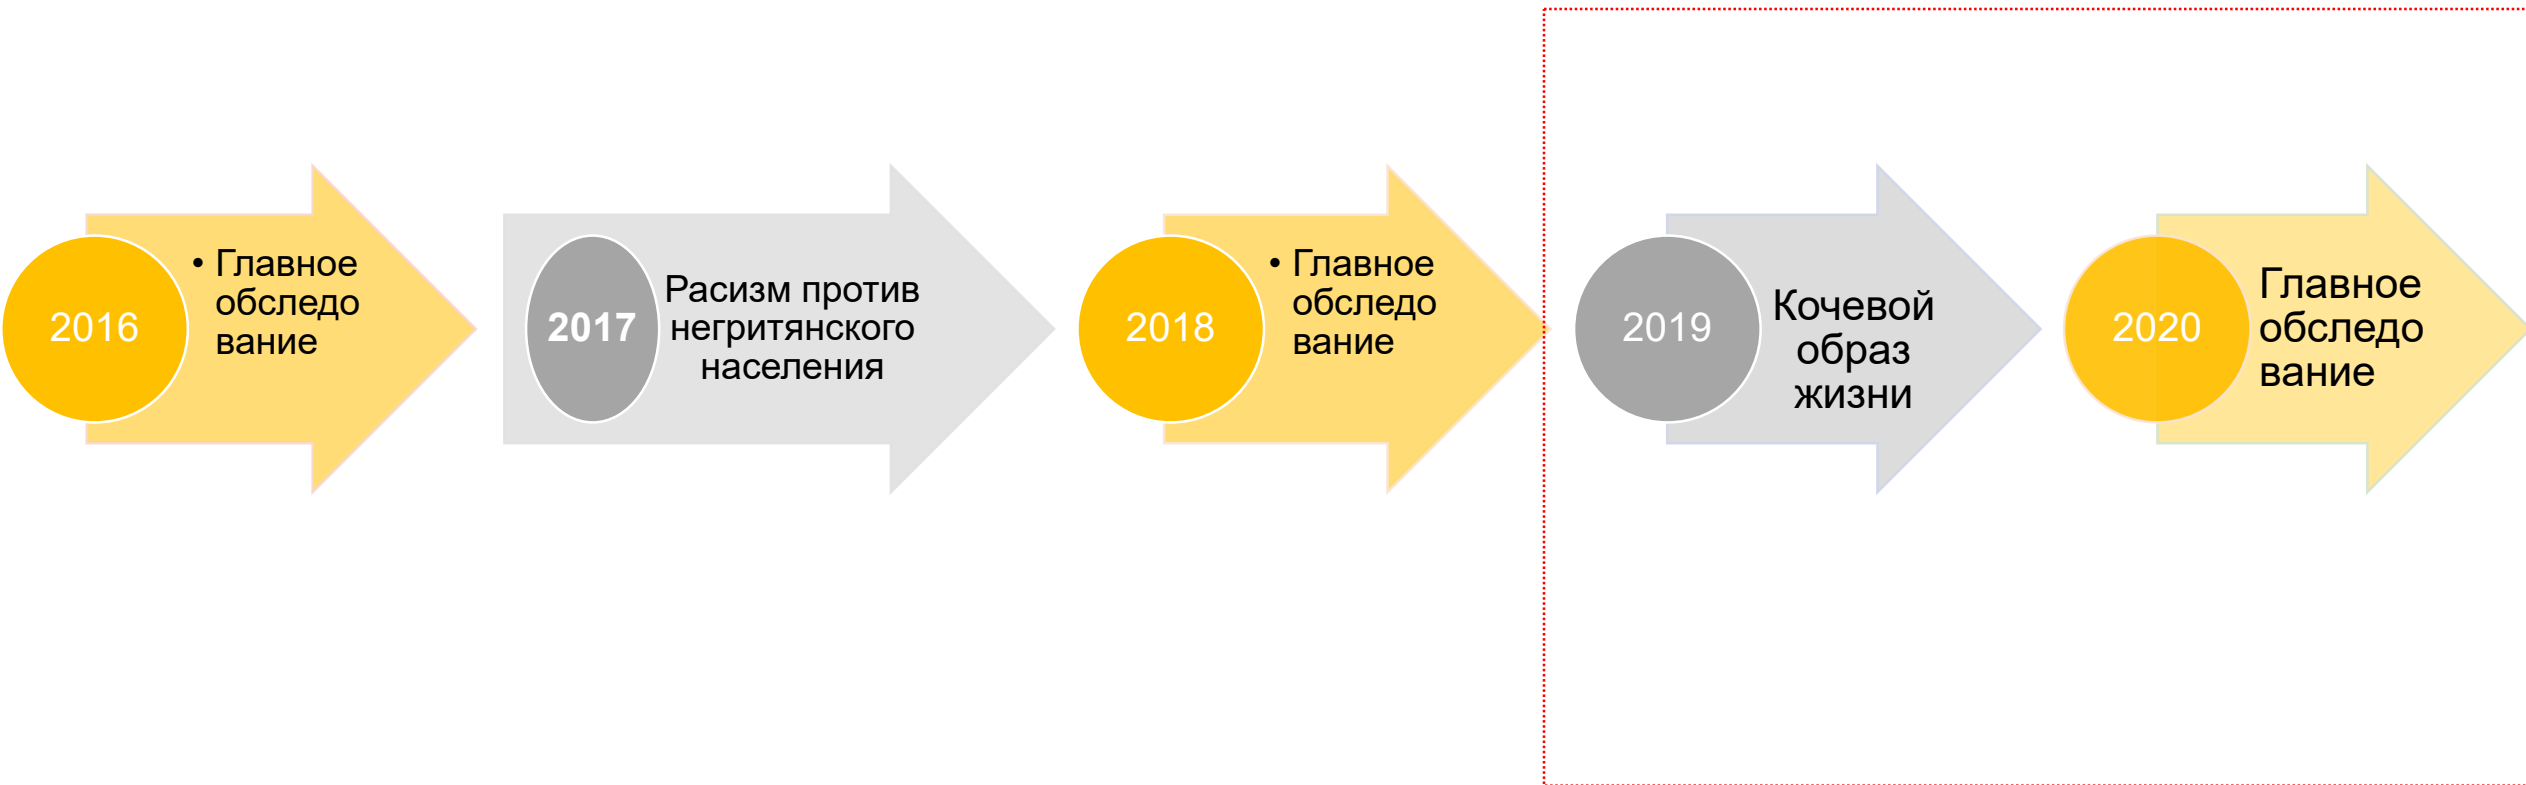 2016
• Главное
обследо
вание
2017
Расизм против
негритянского
населения
2018
• Главное
обследо
вание
2019
Кочевой
образ
жизни
2020
Главное
обследо
вание